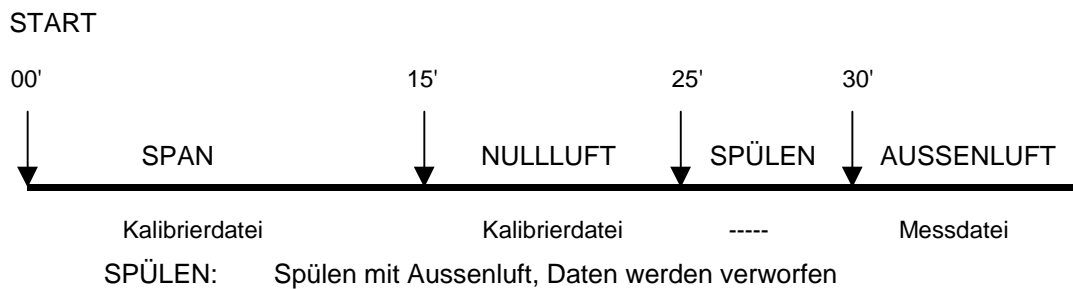 START
00' 15' 25' 30'
SPAN NULLLUFT SPÜLEN AUSSENLUFT
Kalibrierdatei Kalibrierdatei ----- Messdatei
SPÜLEN: Spülen mit Aussenluft, Daten werden verworfen